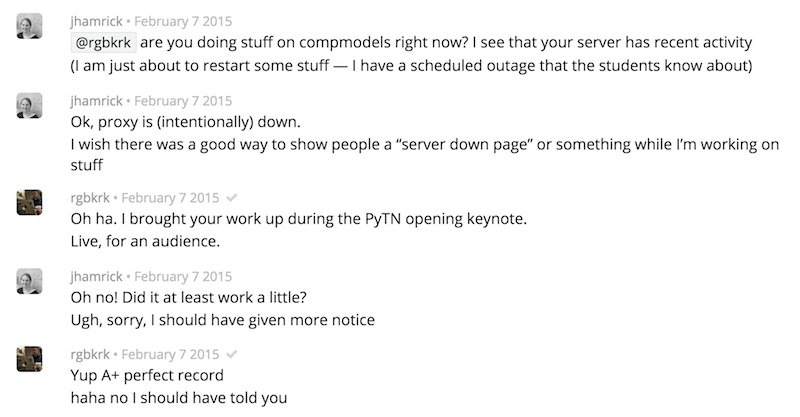 jhamrick • February 7 2015
@rgbkrk are you doing stuff on compmodels right now? I see that your server has recent activity
(I am just about to restart some stuff — I have a scheduled outage that the students know about)
jhamrick • February 7 2015
Ok, proxy is (intentionally) down.
I wish there was a good way to show people a “server down page” or something while I’m working on
stuff
rgbkrk • February 7 2015 ✓
Oh ha. I brought your work up during the PyTN opening keynote.
Live, for an audience.
jhamrick • February 7 2015
Oh no! Did it at least work a little?
Ugh, sorry, I should have given more notice
rgbkrk • February 7 2015 ✓
Yup A+ perfect record
haha no I should have told you